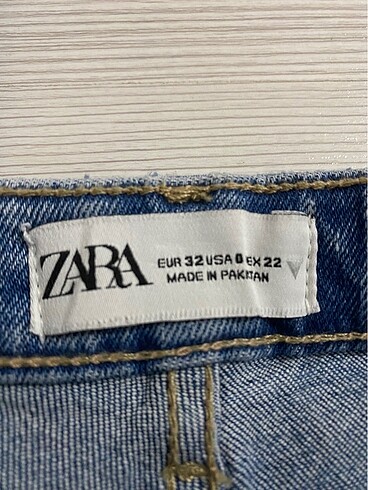 ZARA
EUR 32 USA 0 EX 22
MADE IN PAKISTAN